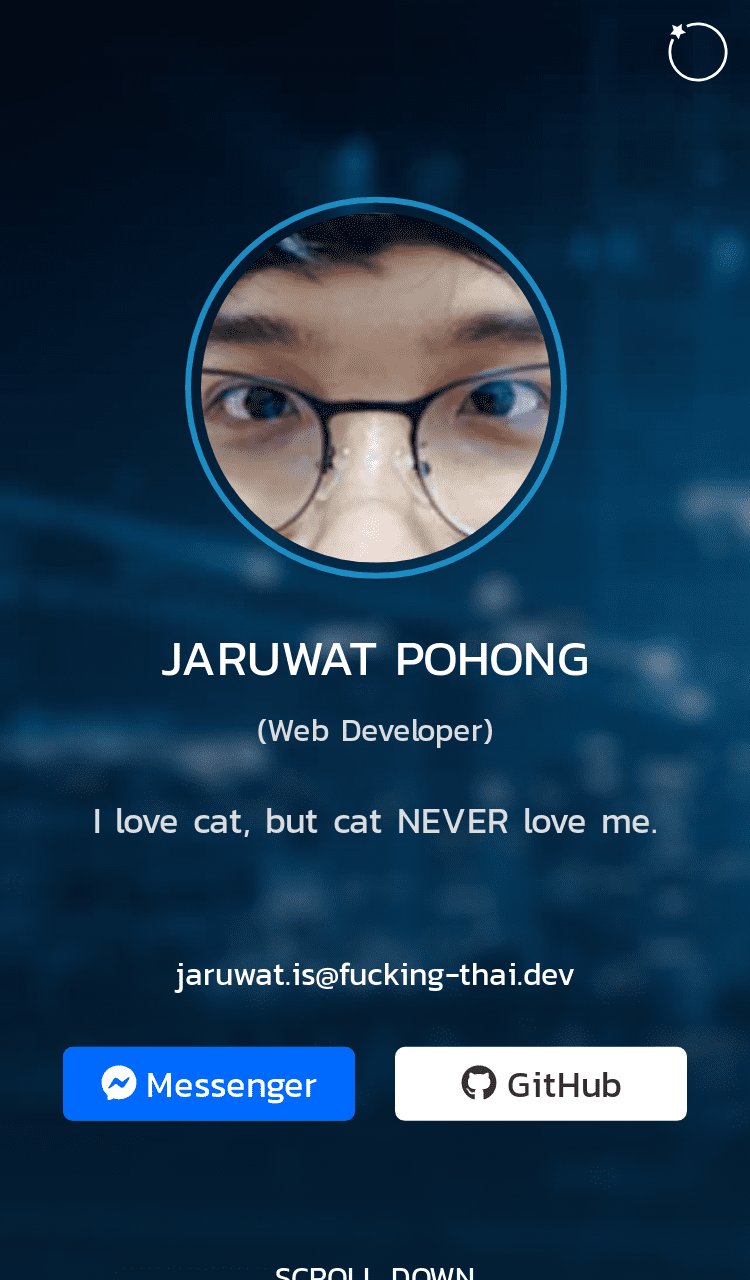 JARUWAT POHONG
(Web Developer)
I love cat, but cat NEVER love me.
jaruwat.is@fucking-thai.dev
Messenger
GitHub
SCROLL DOWN